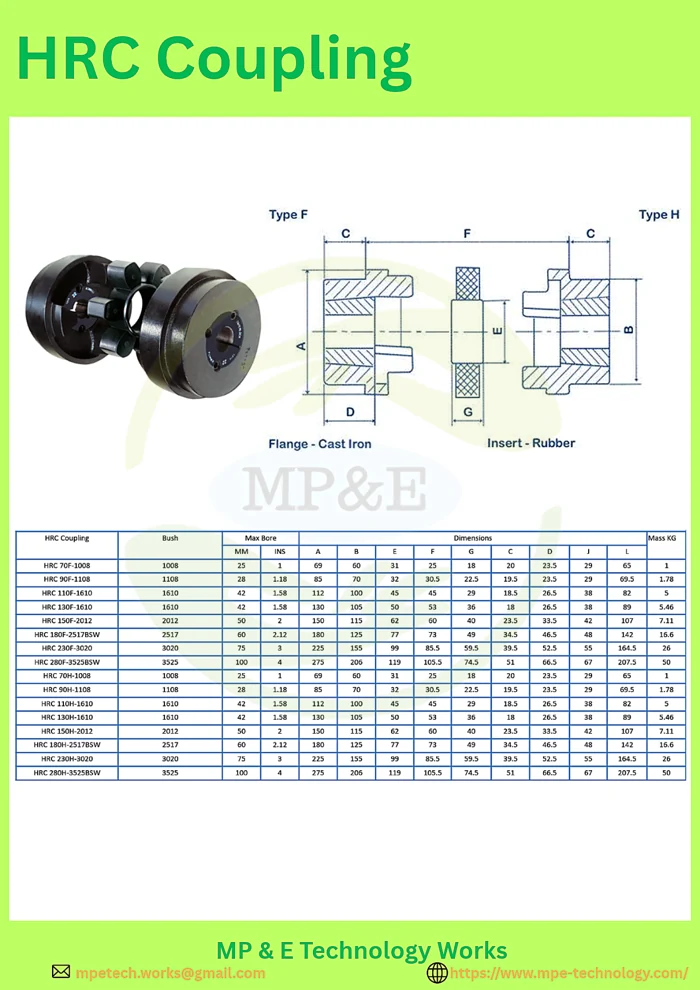 HRC Coupling
Type F
Type H
C F C
A E B
D G
Flange - Cast Iron Insert - Rubber
MP&E
HRC Coupling Bush Max Bore Dimensions Mass KG
MM INS A B E F G C D J L
HRC 70F-1008 1008 25 1 69 60 31 25 18 20 23.5 29 65 1
HRC 90F-1108 1108 28 1.18 85 70 32 30.5 22.5 19.5 23.5 29 69.5 1.78
HRC 110F-1610 1610 42 1.58 112 100 45 45 29 18.5 26.5 38 82 5
HRC 130F-1610 1610 42 1.58 130 105 50 53 36 18 26.5 38 89 5.46
HRC 150F-2012 2012 50 2 150 115 62 60 40 23.5 33.5 42 107 7.11
HRC 180F-2517BSW 2517 60 2.12 180 125 77 73 49 34.5 46.5 48 142 16.6
HRC 230F-3020 3020 75 3 225 155 99 85.5 59.5 39.5 52.5 55 164.5 26
HRC 280F-3525BSW 3525 100 4 275 206 119 105.5 74.5 51 66.5 67 207.5 50
HRC 70H-1008 1008 25 1 69 60 31 25 18 20 23.5 29 65 1
HRC 90H-1108 1108 28 1.18 85 70 32 30.5 22.5 19.5 23.5 29 69.5 1.78
HRC 110H-1610 1610 42 1.58 112 100 45 45 29 18.5 26.5 38 82 5
HRC 130H-1610 1610 42 1.58 130 105 50 53 36 18 26.5 38 89 5.46
HRC 150H-2012 2012 50 2 150 115 62 60 40 23.5 33.5 42 107 7.11
HRC 180H-2517BSW 2517 60 2.12 180 125 77 73 49 34.5 46.5 48 142 16.6
HRC 230H-3020 3020 75 3 225 155 99 85.5 59.5 39.5 52.5 55 164.5 26
HRC 280H-3525BSW 3525 100 4 275 206 119 105.5 74.5 51 66.5 67 207.5 50
MP & E Technology Works
mpetech.works@gmail.com https://www.mpe-technology.com/